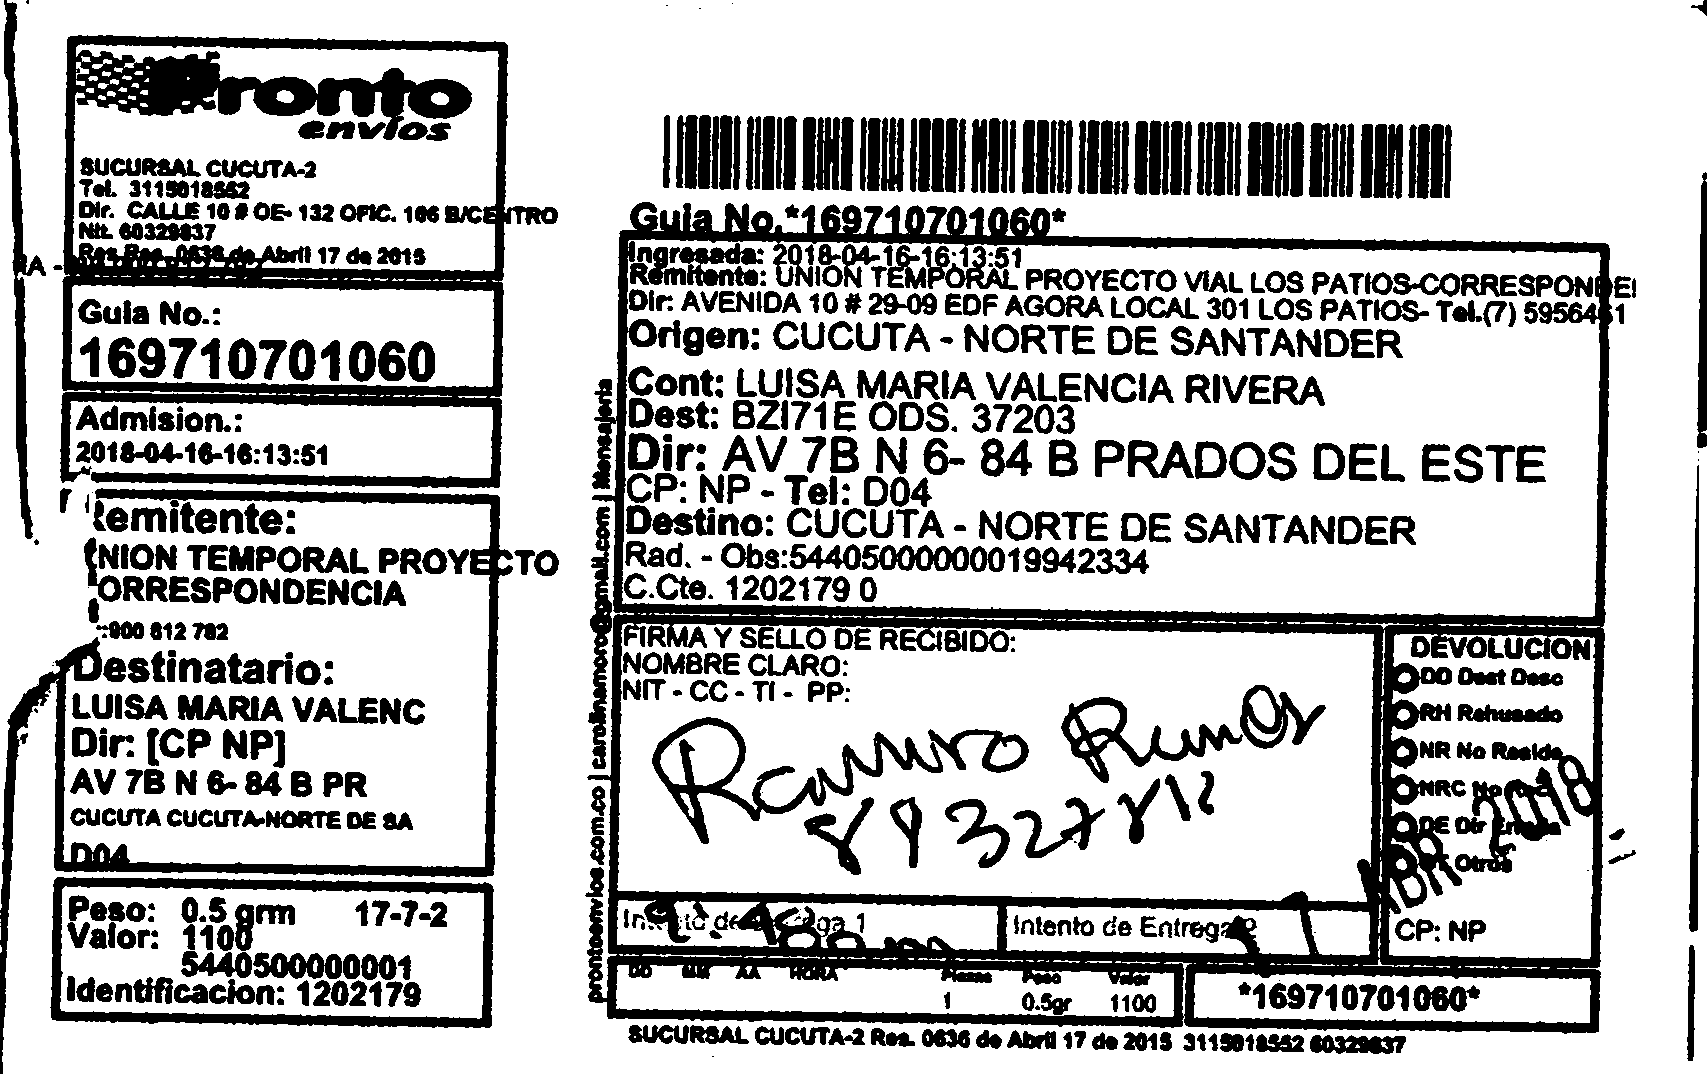 Pronto
envíos
SUCURSAL CUCUTA-2
Tel. 3115018552
Dir. CALLE 10 # OE- 132 OFIC. 106 B/CENTRO
Nit. 60329837
Res.Res. 0636 de Abril 17 de 2015
Guia No.:
169710701060
Admision.:
2018-04-16-16:13:51
Remitente:
UNION TEMPORAL PROYECTO
CORRESPONDENCIA
900 812 782
Destinatario:
LUISA MARIA VALENC
Dir: [CP NP]
AV 7B N 6- 84 B PR
CUCUTA CUCUTA-NORTE DE SA
D04
Peso: 0.5 grm 17-7-2
Valor: 1100
5440500000001
Identificacion: 1202179
prontoenvios.com.co | carolinamoro@gmail.com | Mensajeria
Guia No.*169710701060*
Ingresada: 2018-04-16-16:13:51
Remitente: UNION TEMPORAL PROYECTO VIAL LOS PATIOS-CORRESPONDEI
Dir: AVENIDA 10 # 29-09 EDF AGORA LOCAL 301 LOS PATIOS- Tel.(7) 5956461
Origen: CUCUTA - NORTE DE SANTANDER
Cont: LUISA MARIA VALENCIA RIVERA
Dest: BZI71E ODS. 37203
Dir: AV 7B N 6- 84 B PRADOS DEL ESTE
CP: NP - Tel: D04
Destino: CUCUTA - NORTE DE SANTANDER
Rad. - Obs:544050000000019942334
C.Cte. 1202179 0
FIRMA Y SELLO DE RECIBIDO:
NOMBRE CLARO:
NIT - CC - TI - PP:
Ramiro
DEVOLUCION
DD Dest Desc
RH Rehusado
NR No Reside
NRC No Rec
DE Dir Errada
OT Otros
ABR 2018
CP: NP
Intento de Entrega 1
Intento de Entrega 2
DD MM AA HORA Piezas Peso Valor
1 0.5gr 1100
*169710701060*
SUCURSAL CUCUTA-2 Res. 0636 de Abril 17 de 2015 3115018552 60329837